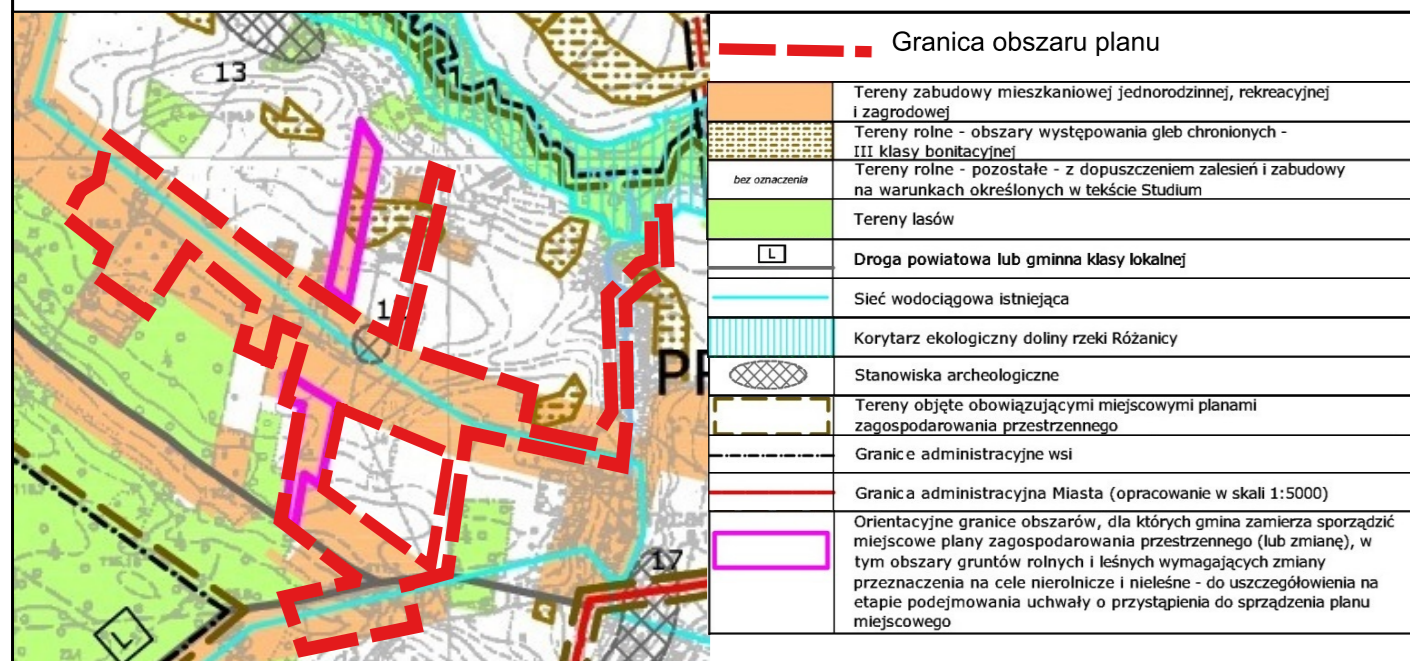 Granica obszaru planu
Tereny zabudowy mieszkaniowej jednorodzinnej, rekreacyjnej
i zagrodowej
Tereny rolne - obszary występowania gleb chronionych -
III klasy bonitacyjnej
bez oznaczenia
Tereny rolne - pozostałe - z dopuszczeniem zalesień i zabudowy
na warunkach określonych w tekście Studium
Tereny lasów
L
Droga powiatowa lub gminna klasy lokalnej
Sieć wodociągowa istniejąca
Korytarz ekologiczny doliny rzeki Różanicy
Stanowiska archeologiczne
Tereny objęte obowiązującymi miejscowymi planami
zagospodarowania przestrzennego
Granice administracyjne wsi
Granica administracyjna Miasta (opracowanie w skali 1:5000)
Orientacyjne granice obszarów, dla których gmina zamierza sporządzić
miejscowe plany zagospodarowania przestrzennego (lub zmianę), w
tym obszary gruntów rolnych i leśnych wymagających zmiany
przeznaczenia na cele nierolnicze i nieleśne - do uszczegółowienia na
etapie podejmowania uchwały o przystąpienia do sprządzenia planu
miejscowego
13
17
L